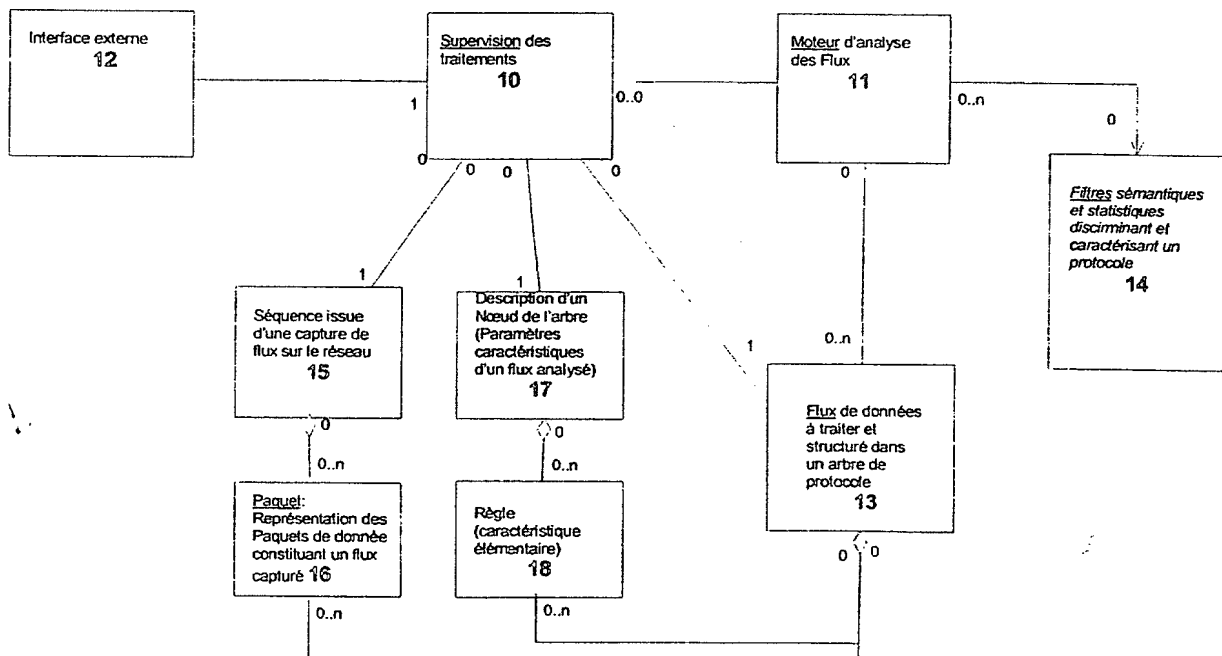 Interface externe
12
Supervision des
traitements
10
Moteur d'analyse
des Flux
11
1
0..0
0..n
0
0
0
0
0
0
Filtres sémantiques
et statistiques
discriminant et
caractérisant un
protocole
14
1
1
1
0..n
Séquence issue
d'une capture de
flux sur le réseau
15
Description d'un
Nœud de l'arbre
(Paramètres
caractéristiques
d'un flux analysé)
17
Flux de données
à traiter et
structuré dans
un arbre de
protocole
13
0
0
0..n
0..n
Paquet:
Représentation des
Paquets de donnée
constituant un flux
capturé 16
Règle
(caractéristique
élémentaire)
18
0
0
0..n
0..n